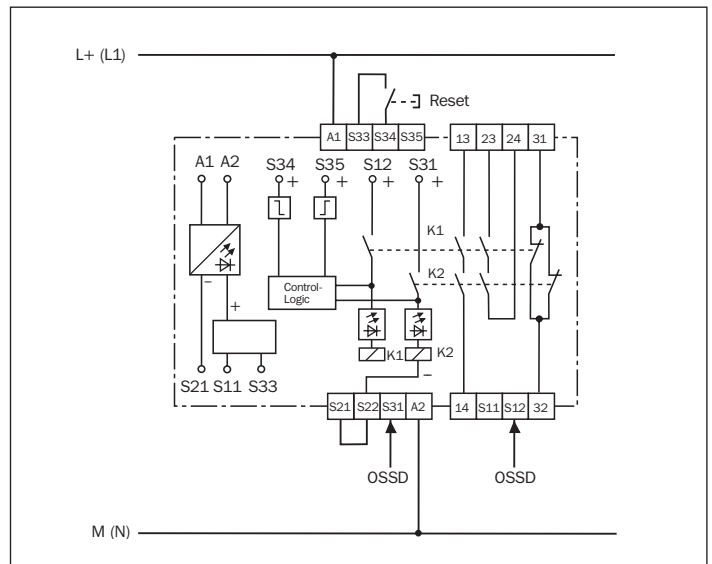 L+ (L1)
Reset
A1 S33 S34 S35 13 23 24 31
A1 A2 S34 S35 S12 S31
+ + + +
K1
K2
−
+
Control-
Logic
K1 K2
−
S21 S11 S33
S21 S22 S31 A2 14 S11 S12 32
OSSD OSSD
M (N)